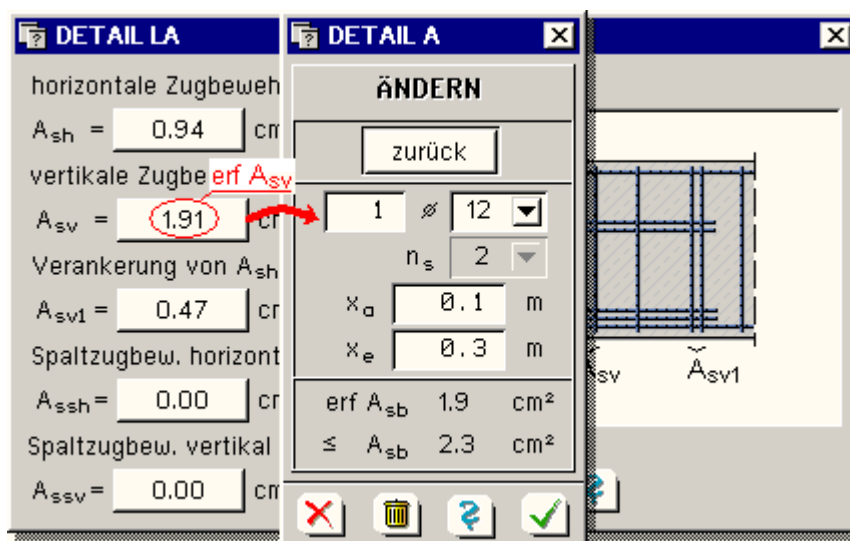 DETAIL LA
horizontale Zugbeweh
Ash = 0.94 cm
vertikale Zugbe
erf Asv
Asv = 1.91 cr
Verankerung von Ash
Asv1 = 0.47 cr
Spaltzugbew. horizont
Assh = 0.00 cr
Spaltzugbew. vertikal
Assv = 0.00 cm
DETAIL A
ÄNDERN
zurück
1 ø 12
ns 2
xa 0.1 m
xe 0.3 m
erf Asb 1.9 cm²
≤ Asb 2.3 cm²
Asv Asv1